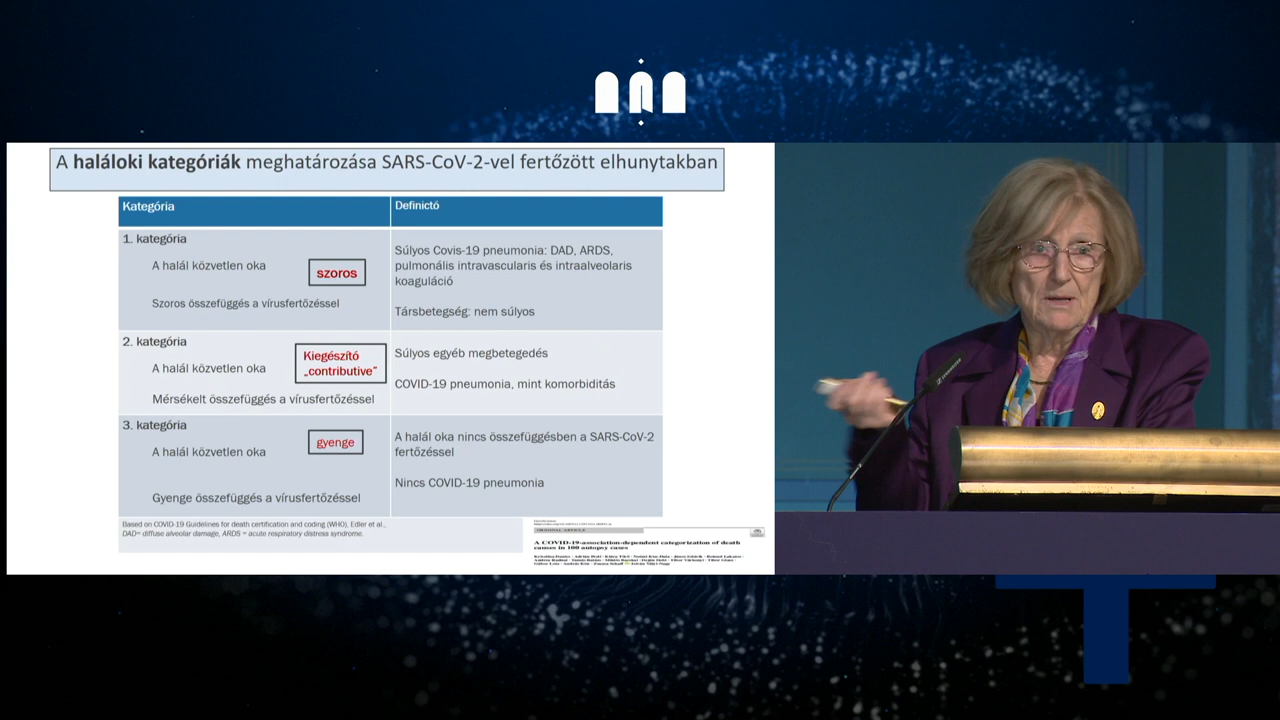 A haláloki kategóriák meghatározása SARS-CoV-2-vel fertőzött elhunytakban
Kategória
Definictó
1. kategória
A halál közvetlen oka
szoros
Szoros összefüggés a vírusfertőzéssel
Súlyos Covis-19 pneumonia: DAD, ARDS,
pulmonális intravascularis és intraalveolaris
koaguláció
Társbetegség: nem súlyos
2. kategória
A halál közvetlen oka
Kiegészítő
„contributive”
Mérsékelt összefüggés a vírusfertőzéssel
Súlyos egyéb megbetegedés
COVID-19 pneumonia, mint komorbiditás
3. kategória
A halál közvetlen oka
gyenge
Gyenge összefüggés a vírusfertőzéssel
A halál oka nincs összefüggésben a SARS-CoV-2
fertőzéssel
Nincs COVID-19 pneumonia
Based on COVID-19 Guidelines for death certification and coding (WHO), Edler et al.,
DAD= diffuse alveolar damage, ARDS = acute respiratory distress syndrome.
ORIGINAL ARTICLE
A COVID-19-association-dependent categorization of death
causes in 100 autopsy cases